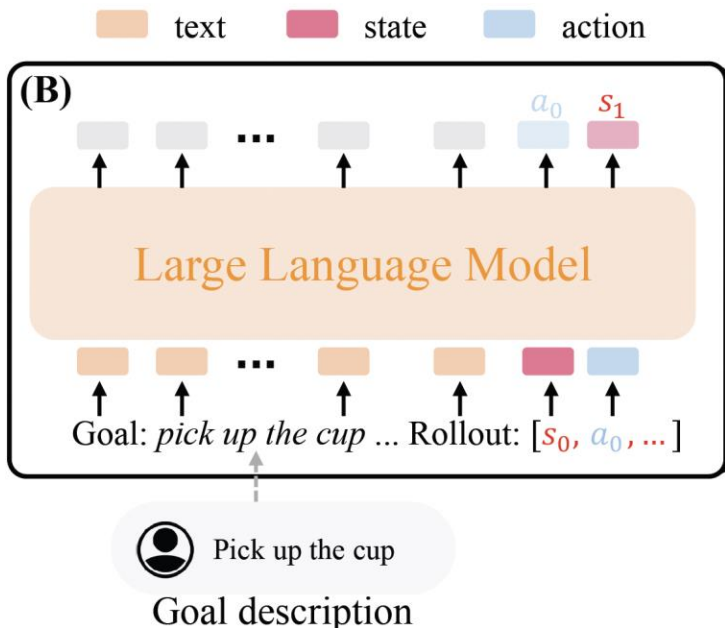 text state action
(B)
a₀ s₁
...
Large Language Model
...
Goal: pick up the cup ... Rollout: [s₀, a₀, ...]
Pick up the cup
Goal description